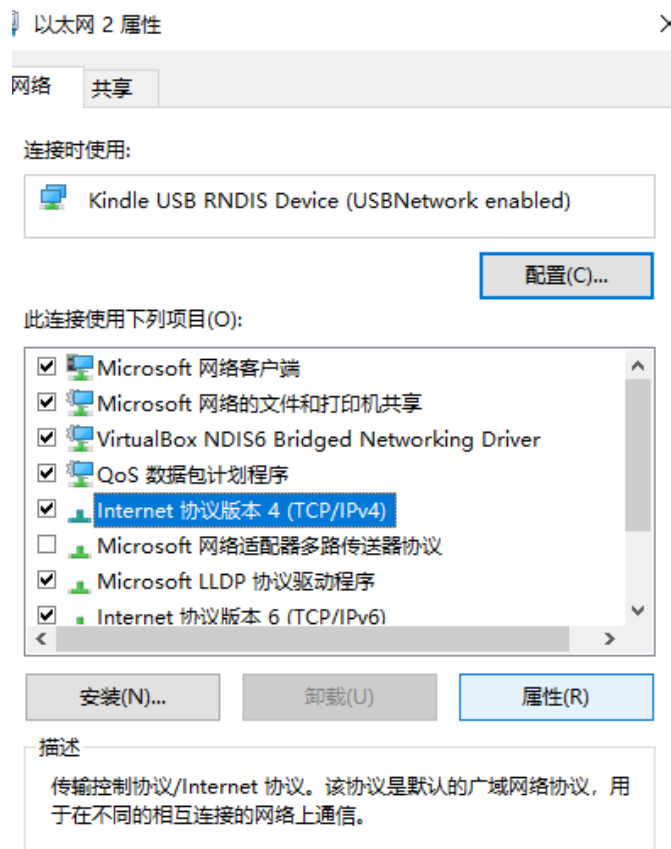 以太网 2 属性
网络
共享
连接时使用:
Kindle USB RNDIS Device (USBNetwork enabled)
配置(C)...
此连接使用下列项目(O):
Microsoft 网络客户端
Microsoft 网络的文件和打印机共享
VirtualBox NDIS6 Bridged Networking Driver
QoS 数据包计划程序
Internet 协议版本 4 (TCP/IPv4)
Microsoft 网络适配器多路传送器协议
Microsoft LLDP 协议驱动程序
Internet 协议版本 6 (TCP/IPv6)
安装(N)...
卸载(U)
属性(R)
描述
传输控制协议/Internet 协议。该协议是默认的广域网络协议，用
于在不同的相互连接的网络上通信。